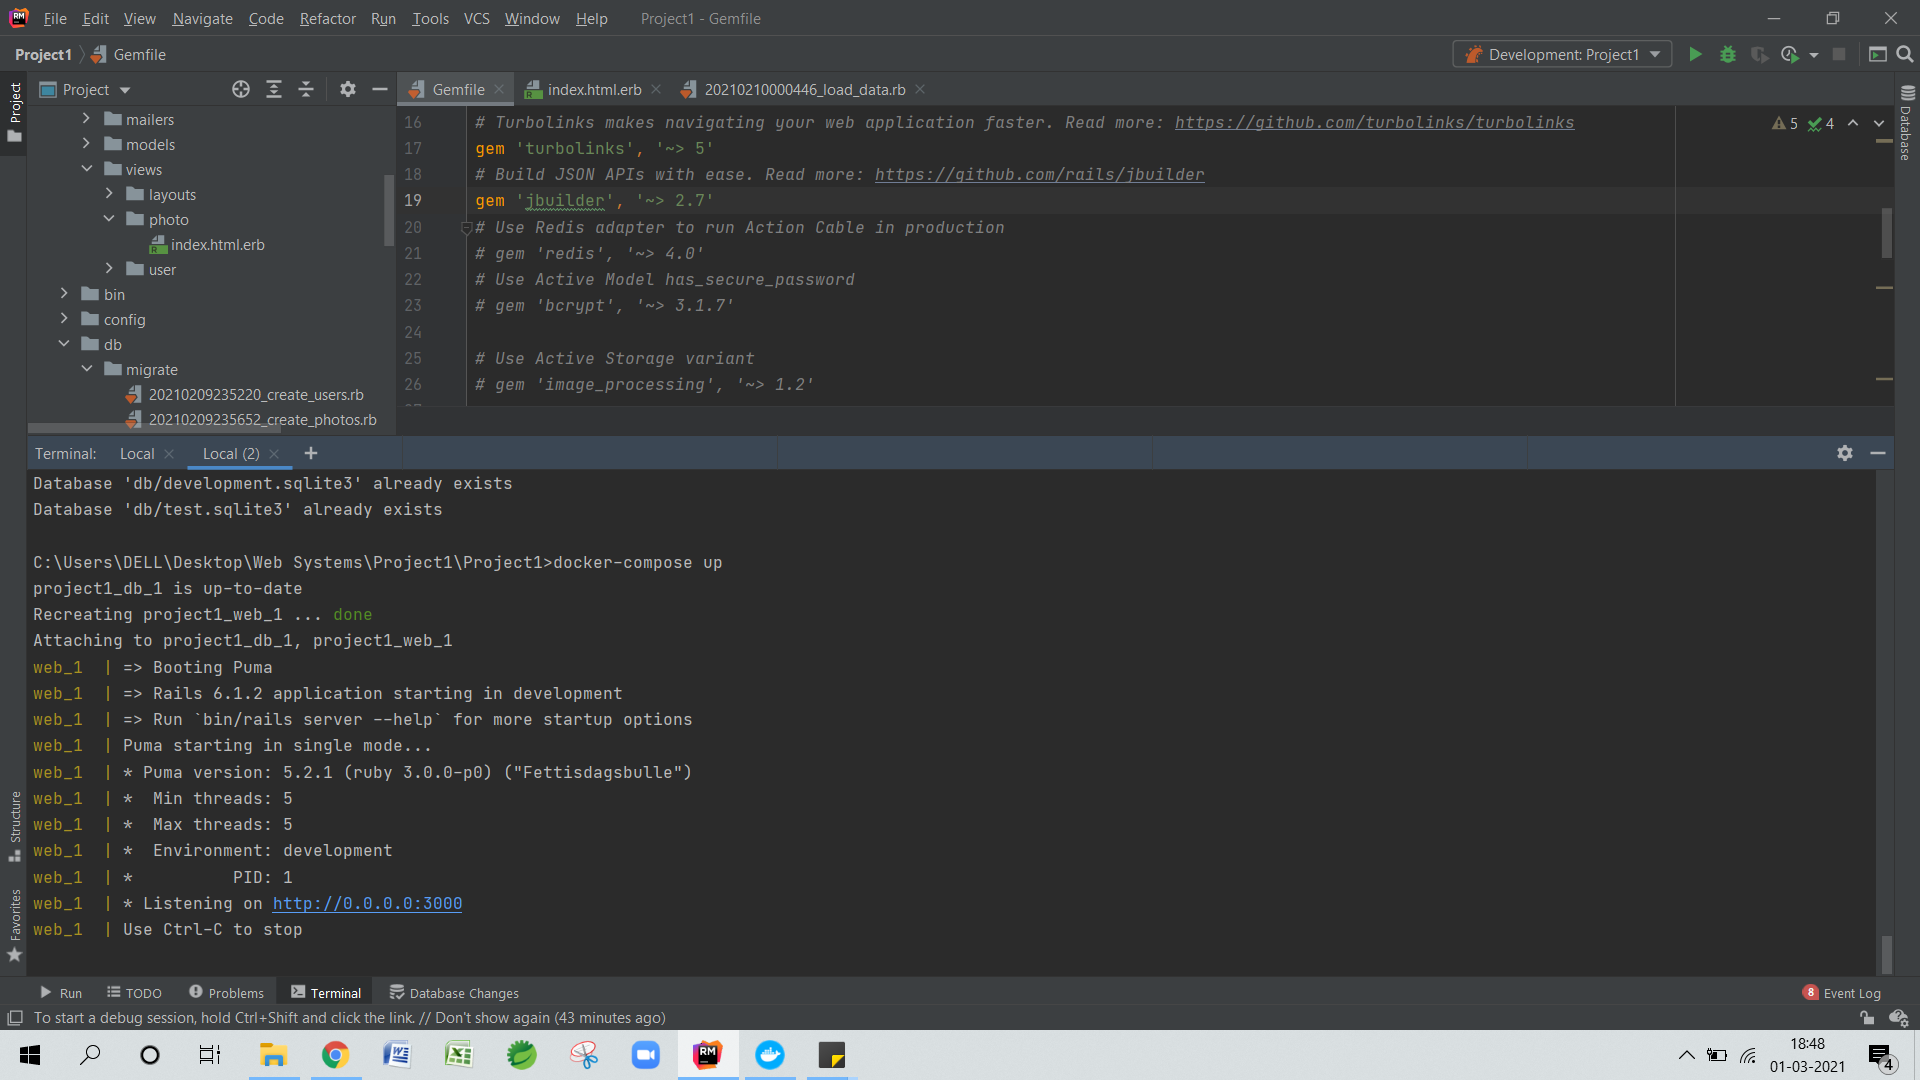 RM File Edit View Navigate Code Refactor Run Tools VCS Window Help Project1 - Gemfile
Project1 Gemfile Development: Project1
Project
Project
Gemfile index.html.erb 20210210000446_load_data.rb
mailers
models
views
layouts
photo
index.html.erb
user
bin
config
db
migrate
20210209235220_create_users.rb
20210209235652_create_photos.rb
16 # Turbolinks makes navigating your web application faster. Read more: https://github.com/turbolinks/turbolinks
17 gem 'turbolinks', '~> 5'
18 # Build JSON APIs with ease. Read more: https://github.com/rails/jbuilder
19 gem 'jbuilder', '~> 2.7'
20 # Use Redis adapter to run Action Cable in production
21 # gem 'redis', '~> 4.0'
22 # Use Active Model has_secure_password
23 # gem 'bcrypt', '~> 3.1.7'
24
25 # Use Active Storage variant
26 # gem 'image_processing', '~> 1.2'
5 4
Database
Terminal: Local Local (2)
Database 'db/development.sqlite3' already exists
Database 'db/test.sqlite3' already exists
C:\Users\DELL\Desktop\Web Systems\Project1\Project1>docker-compose up
project1_db_1 is up-to-date
Recreating project1_web_1 ... done
Attaching to project1_db_1, project1_web_1
web_1 | => Booting Puma
web_1 | => Rails 6.1.2 application starting in development
web_1 | => Run `bin/rails server --help` for more startup options
web_1 | Puma starting in single mode...
web_1 | * Puma version: 5.2.1 (ruby 3.0.0-p0) ("Fettisdagsbulle")
web_1 | * Min threads: 5
web_1 | * Max threads: 5
web_1 | * Environment: development
web_1 | * PID: 1
web_1 | * Listening on http://0.0.0.0:3000
web_1 | Use Ctrl-C to stop
Structure
Favorites
Run TODO Problems Terminal Database Changes 8 Event Log
To start a debug session, hold Ctrl+Shift and click the link. // Don't show again (43 minutes ago)
RM
18:48
01-03-2021
4